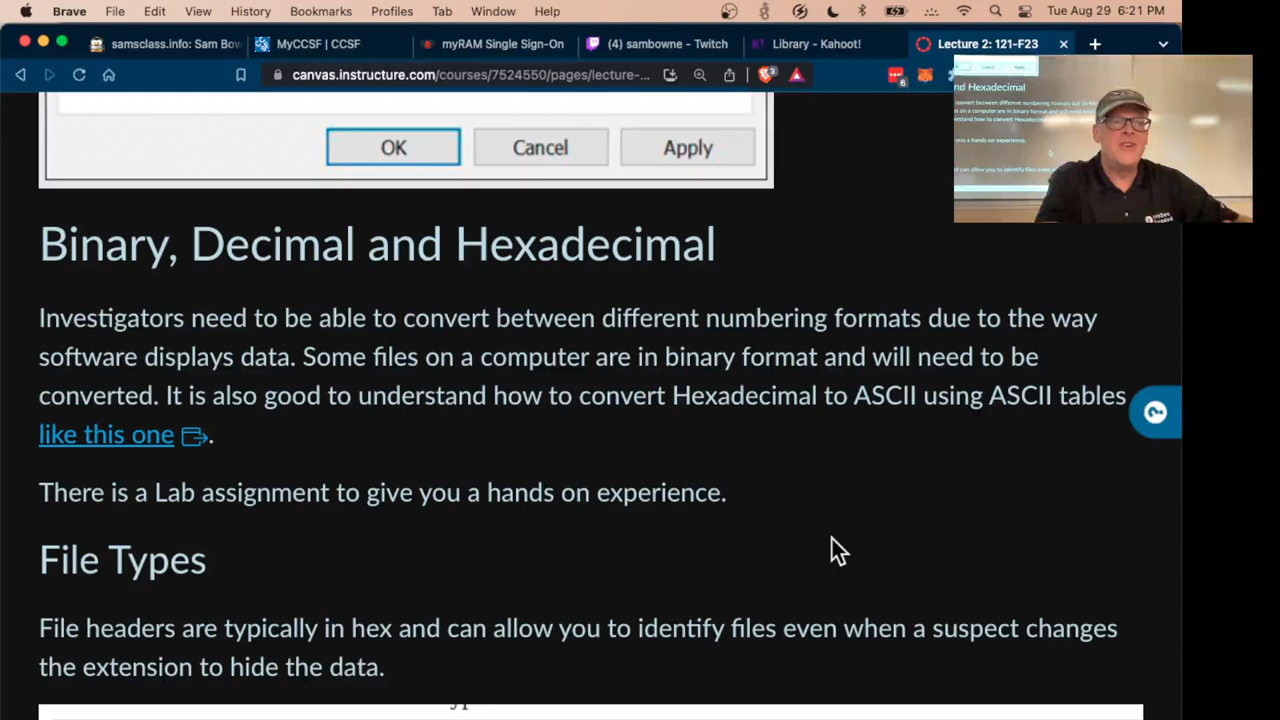 Brave File Edit View History Bookmarks Profiles Tab Window Help Tue Aug 29 6:21 PM
samsclass.info: Sam Bow MyCCSF | CCSF myRAM Single Sign-On (4) sambowne - Twitch Library - Kahoot! Lecture 2: 121-F23
canvas.instructure.com/courses/7524550/pages/lecture-...
3
6
OK Cancel Apply
nd Hexadecimal
Binary, Decimal and Hexadecimal
Investigators need to be able to convert between different numbering formats due to the way
software displays data. Some files on a computer are in binary format and will need to be
converted. It is also good to understand how to convert Hexadecimal to ASCII using ASCII tables
like this one.
There is a Lab assignment to give you a hands on experience.
File Types
File headers are typically in hex and can allow you to identify files even when a suspect changes
the extension to hide the data.